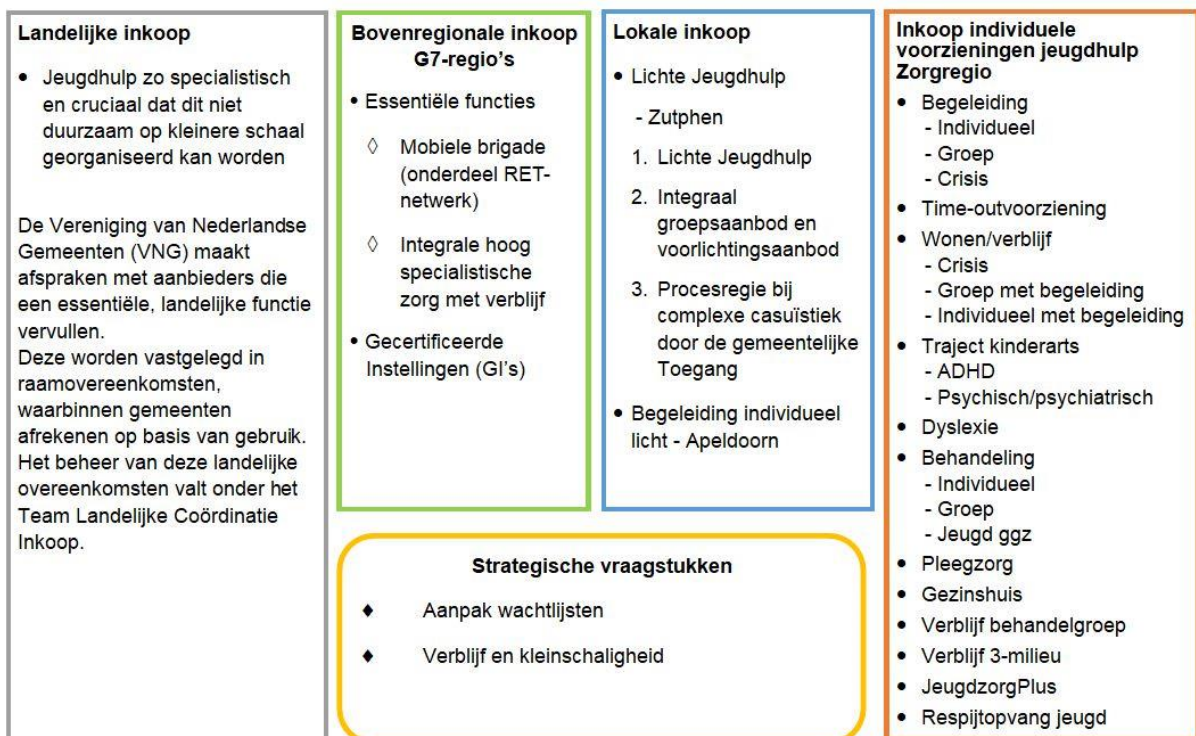 Landelijke inkoop
• Jeugdhulp zo specialistisch
en cruciaal dat dit niet
duurzaam op kleinere schaal
georganiseerd kan worden
De Vereniging van Nederlandse
Gemeenten (VNG) maakt
afspraken met aanbieders die
een essentiële, landelijke functie
vervullen.
Deze worden vastgelegd in
raamovereenkomsten,
waarbinnen gemeenten
afrekenen op basis van gebruik.
Het beheer van deze landelijke
overeenkomsten valt onder het
Team Landelijke Coördinatie
Inkoop.
Bovenregionale inkoop
G7-regio's
• Essentiële functies
◊ Mobiele brigade
(onderdeel RET-
netwerk)
◊ Integrale hoog
specialistische
zorg met verblijf
• Gecertificeerde
Instellingen (GI's)
Lokale inkoop
• Lichte Jeugdhulp
- Zutphen
1. Lichte Jeugdhulp
2. Integraal
groepsaanbod en
voorlichtingsaanbod
3. Procesregie bij
complexe casuïstiek
door de gemeentelijke
Toegang
• Begeleiding individueel
licht - Apeldoorn
Strategische vraagstukken
♦ Aanpak wachtlijsten
♦ Verblijf en kleinschaligheid
Inkoop individuele
voorzieningen jeugdhulp
Zorgregio
• Begeleiding
- Individueel
- Groep
- Crisis
• Time-outvoorziening
• Wonen/verblijf
- Crisis
- Groep met begeleiding
- Individueel met begeleiding
• Traject kinderarts
- ADHD
- Psychisch/psychiatrisch
• Dyslexie
• Behandeling
- Individueel
- Groep
- Jeugd ggz
• Pleegzorg
• Gezinshuis
• Verblijf behandelgroep
• Verblijf 3-milieu
• JeugdzorgPlus
• Respijtopvang jeugd